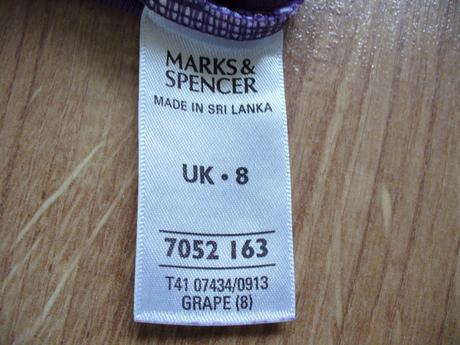 MARKS &
SPENCER
MADE IN SRI LANKA
UK • 8
7052 163
T41 07434/0913
GRAPE (8)